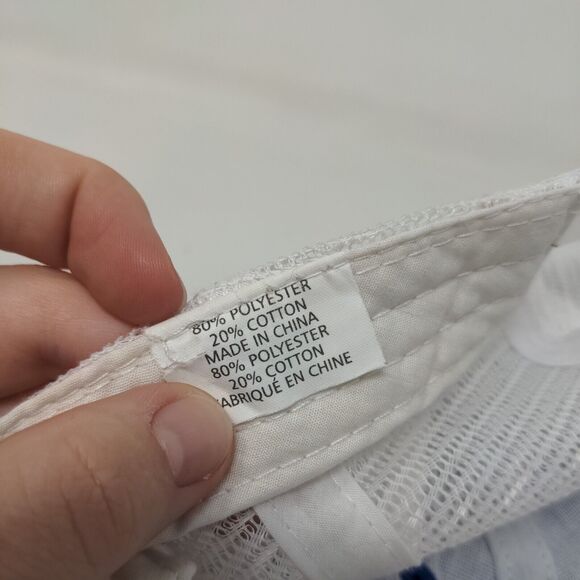 80% POLYESTER
20% COTTON
MADE IN CHINA
80% POLYESTER
20% COTTON
FABRIQUÉ EN CHINE